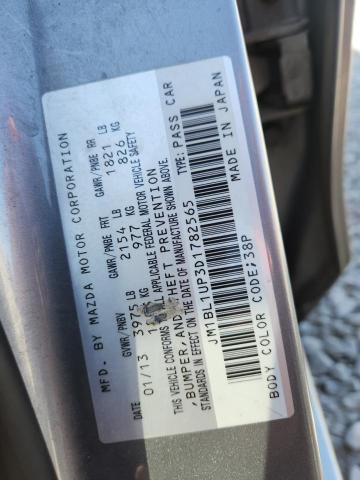 MFD. BY MAZDA MOTOR CORPORATION
GVWR/PNBV GAWR/PNBE FRT GAWR/PNBE RR
01/13 3975 LB 2154 LB 1821 LB
KG 977 KG 826 KG
THIS VEHICLE CONFORMS APPLICABLE FEDERAL MOTOR VEHICLE SAFETY
BUMPER, AND THEFT PREVENTION
STANDARDS IN EFFECT ON THE DATE OF MANUFACTURE SHOWN ABOVE.
JM1BL1UP3D1782565 TYPE: PASS CAR
MADE IN JAPAN
BODY COLOR CODE;38P